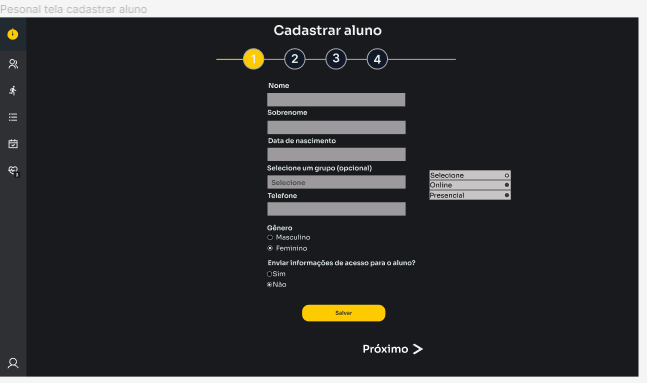 Pesonal tela cadastrar aluno
Cadastrar aluno
1 2 3 4
Nome
Sobrenome
Data de nascimento
Selecione um grupo (opcional)
Selecione
Selecione
Online
Presencial
Telefone
Gênero
Masculino
Feminino
Enviar informações de acesso para o aluno?
Sim
Não
Salvar
Próximo >